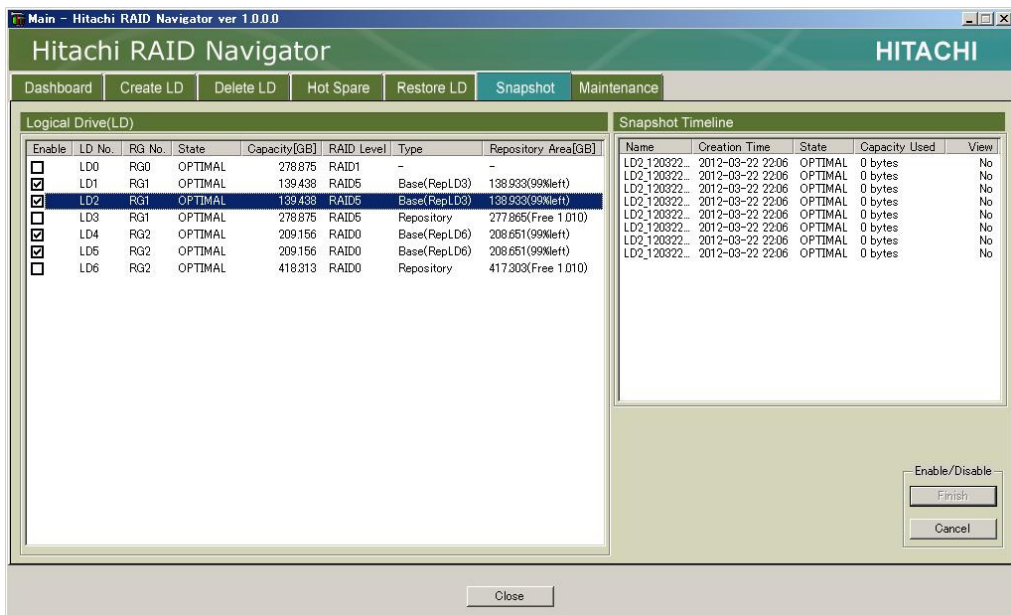 Main - Hitachi RAID Navigator ver 1.0.0.0
Hitachi RAID Navigator
HITACHI
Dashboard Create LD Delete LD Hot Spare Restore LD Snapshot Maintenance
Logical Drive(LD)
Enable LD No. RG No. State Capacity[GB] RAID Level Type Repository Area[GB]
LD0 RG0 OPTIMAL 278.875 RAID1 - -
LD1 RG1 OPTIMAL 139.438 RAID5 Base(RepLD3) 138.933(99%left)
LD2 RG1 OPTIMAL 139.438 RAID5 Base(RepLD3) 138.933(99%left)
LD3 RG1 OPTIMAL 278.875 RAID5 Repository 277.865(Free 1.010)
LD4 RG2 OPTIMAL 209.156 RAID0 Base(RepLD6) 208.651(99%left)
LD5 RG2 OPTIMAL 209.156 RAID0 Base(RepLD6) 208.651(99%left)
LD6 RG2 OPTIMAL 418.313 RAID0 Repository 417.303(Free 1.010)
Snapshot Timeline
Name Creation Time State Capacity Used View
LD2_120322... 2012-03-22 22:06 OPTIMAL 0 bytes No
LD2_120322... 2012-03-22 22:06 OPTIMAL 0 bytes No
LD2_120322... 2012-03-22 22:06 OPTIMAL 0 bytes No
LD2_120322... 2012-03-22 22:06 OPTIMAL 0 bytes No
LD2_120322... 2012-03-22 22:06 OPTIMAL 0 bytes No
LD2_120322... 2012-03-22 22:06 OPTIMAL 0 bytes No
LD2_120322... 2012-03-22 22:06 OPTIMAL 0 bytes No
LD2_120322... 2012-03-22 22:06 OPTIMAL 0 bytes No
Enable/Disable
Finish
Cancel
Close